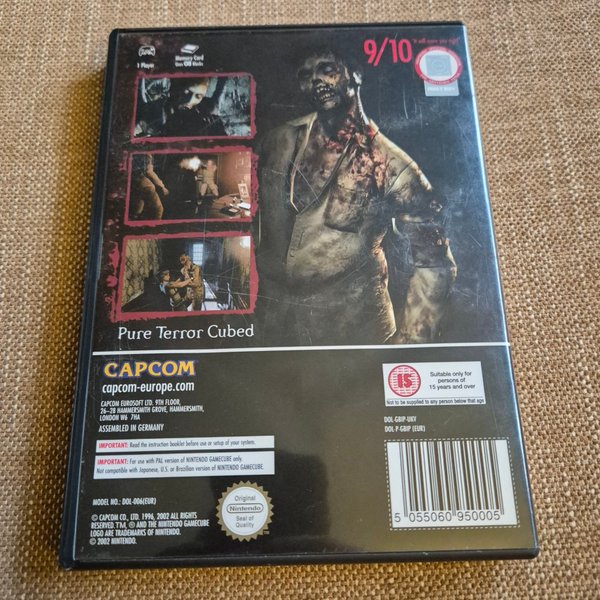 1 Player
Memory Card
9/10
Pure Terror Cubed
CAPCOM
capcom-europe.com
CAPCOM EUROSOFT LTD. 9TH FLOOR,
26-28 HAMMERSMITH GROVE, HAMMERSMITH,
LONDON W6 7HA
ASSEMBLED IN GERMANY
IMPORTANT: Read the instruction booklet before use or setup of your system.
IMPORTANT: For use with PAL version of NINTENDO GAMECUBE only.
Not compatible with Japanese, U.S. or Brazilian version of NINTENDO GAMECUBE.
MODEL NO.: DOL-006(EUR)
© CAPCOM CO., LTD. 1996, 2002 ALL RIGHTS
RESERVED.TM, ® AND THE NINTENDO GAMECUBE
LOGO ARE TRADEMARKS OF NINTENDO.
© 2002 NINTENDO.
Original
Nintendo
Seal of
Quality
15
Suitable only for
persons of
15 years and over
Not to be supplied to any person below that age
DOL-GBIP-UKV
DOL-P-GBIP (EUR)
5 055060 950005